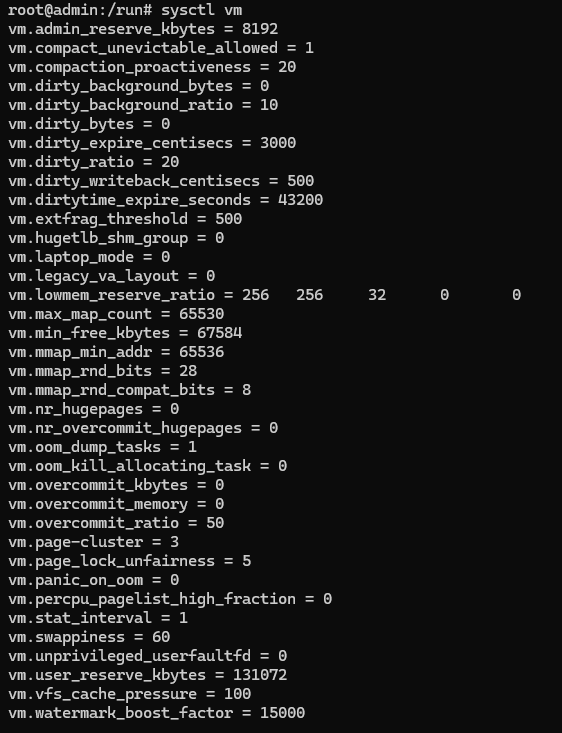 root@admin:/run# sysctl vm
vm.admin_reserve_kbytes = 8192
vm.compact_unevictable_allowed = 1
vm.compaction_proactiveness = 20
vm.dirty_background_bytes = 0
vm.dirty_background_ratio = 10
vm.dirty_bytes = 0
vm.dirty_expire_centisecs = 3000
vm.dirty_ratio = 20
vm.dirty_writeback_centisecs = 500
vm.dirtytime_expire_seconds = 43200
vm.extfrag_threshold = 500
vm.hugetlb_shm_group = 0
vm.laptop_mode = 0
vm.legacy_va_layout = 0
vm.lowmem_reserve_ratio = 256   256     32      0       0
vm.max_map_count = 65530
vm.min_free_kbytes = 67584
vm.mmap_min_addr = 65536
vm.mmap_rnd_bits = 28
vm.mmap_rnd_compat_bits = 8
vm.nr_hugepages = 0
vm.nr_overcommit_hugepages = 0
vm.oom_dump_tasks = 1
vm.oom_kill_allocating_task = 0
vm.overcommit_kbytes = 0
vm.overcommit_memory = 0
vm.overcommit_ratio = 50
vm.page-cluster = 3
vm.page_lock_unfairness = 5
vm.panic_on_oom = 0
vm.percpu_pagelist_high_fraction = 0
vm.stat_interval = 1
vm.swappiness = 60
vm.unprivileged_userfaultfd = 0
vm.user_reserve_kbytes = 131072
vm.vfs_cache_pressure = 100
vm.watermark_boost_factor = 15000